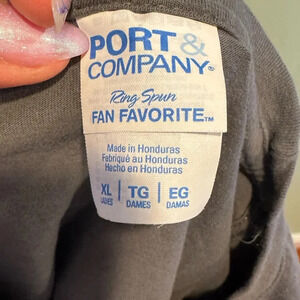 PORT &
COMPANY®
Ring Spun
FAN FAVORITE™
Made in Honduras
Fabriqué au Honduras
Hecho en Honduras
XL | TG | EG
LADIES | DAMES | DAMAS